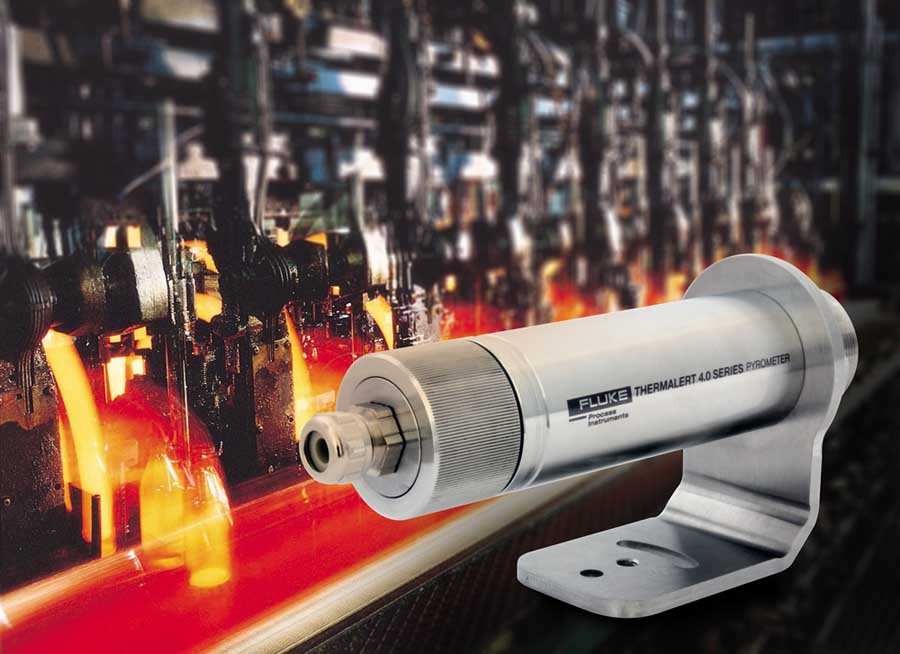 FLUKE THERMALERT 4.0 SERIES PYROMETER
Process
Instruments